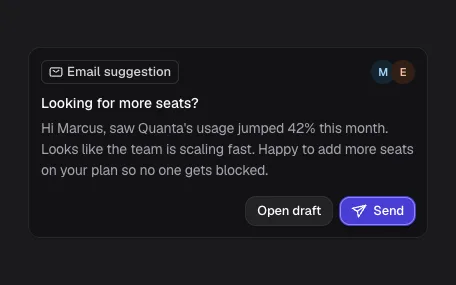 Email suggestion
M E
Looking for more seats?
Hi Marcus, saw Quanta's usage jumped 42% this month.
Looks like the team is scaling fast. Happy to add more seats
on your plan so no one gets blocked.
Open draft
Send